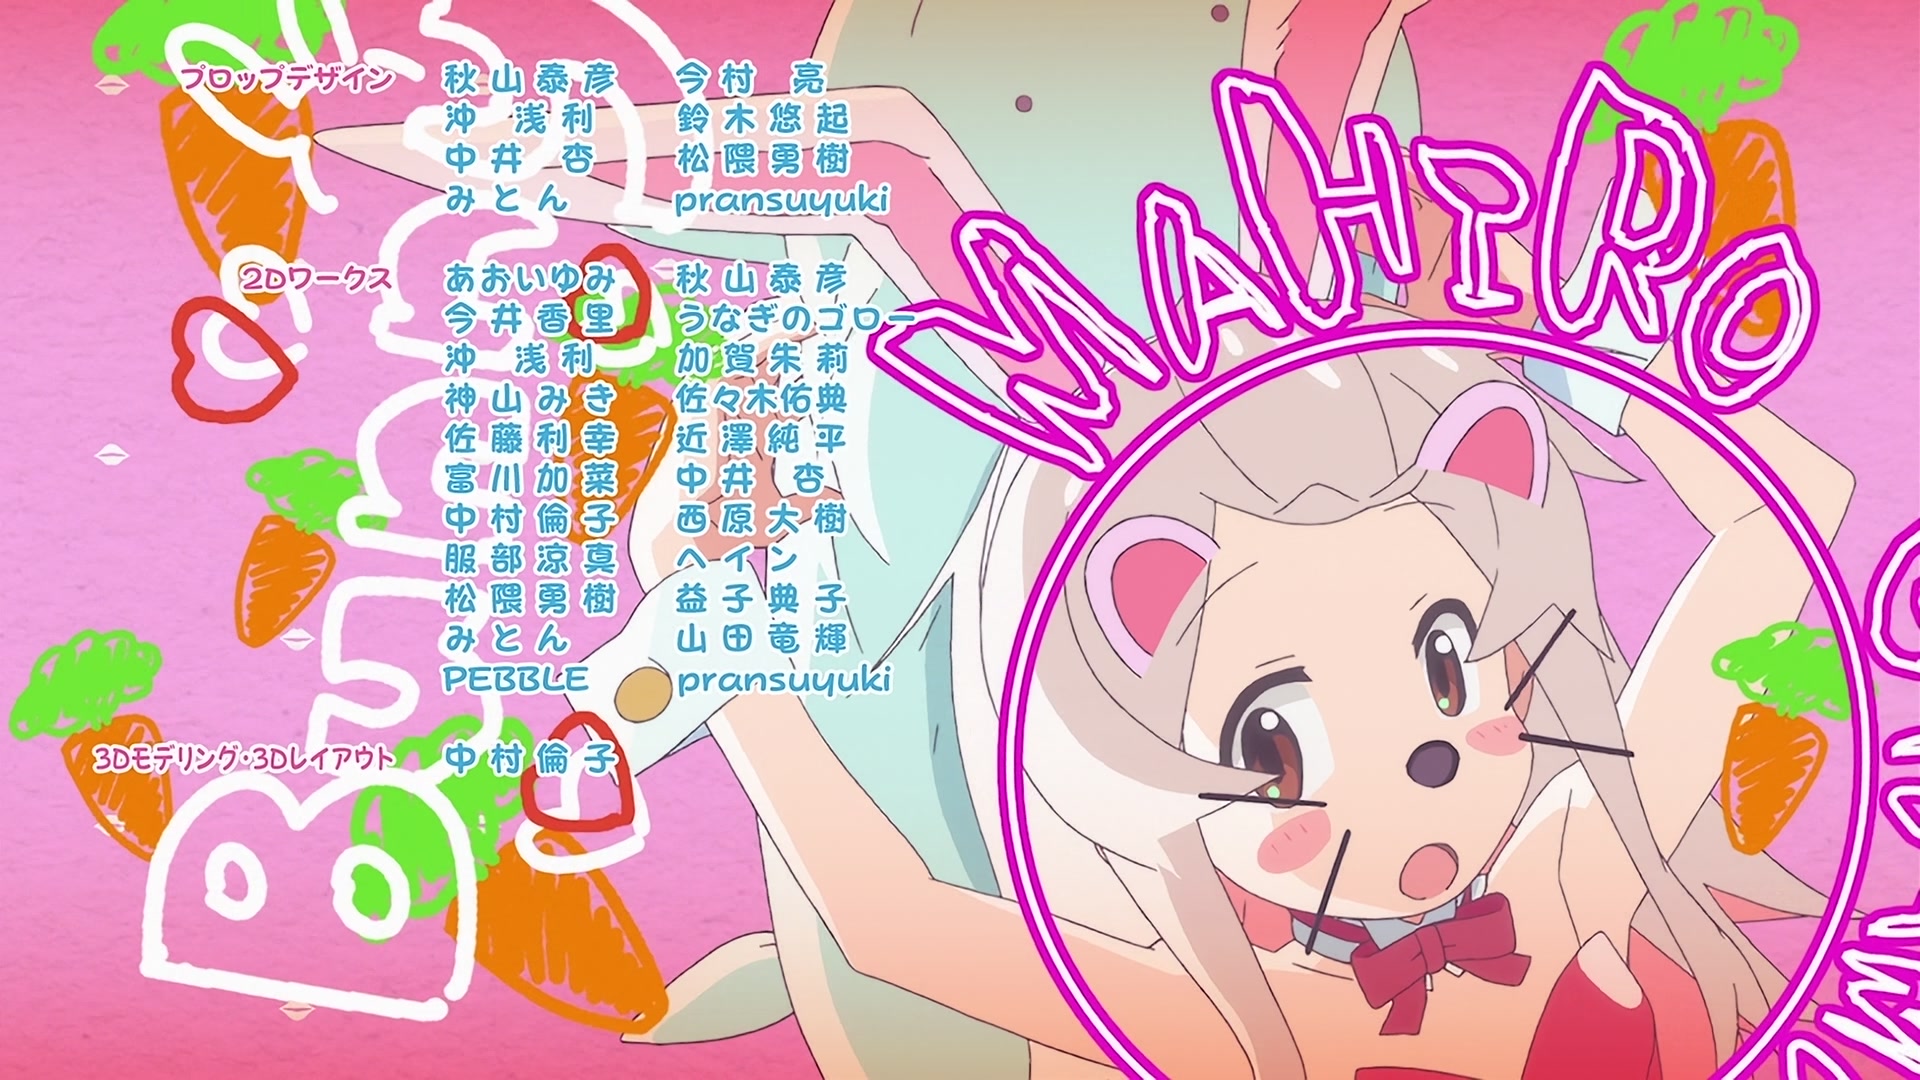 プロップデザイン 秋山泰彦 今村 亮
沖 浅利 鈴木悠起
中井 杏 松隈勇樹
みとん pransuyuki
2Dワークス あおいゆみ 秋山泰彦
今井香里 うなぎのゴロー
沖 浅利 加賀朱莉
神山みき 佐々木佑典
佐藤利幸 近澤純平
富川加菜 中井 杏
中村倫子 西原大樹
服部涼真 ヘイン
松隈勇樹 益子典子
みとん 山田竜輝
PEBBLE pransuyuki
3Dモデリング・3Dレイアウト 中村倫子
MAHIRO